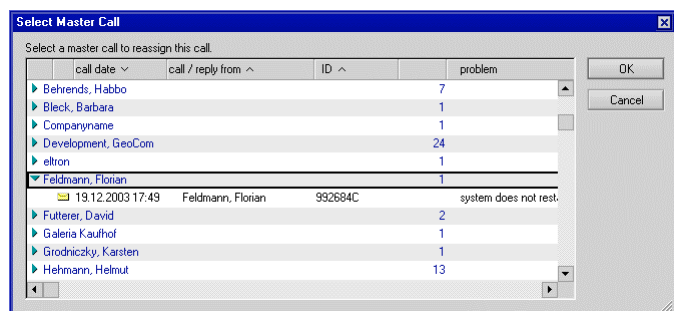 Select Master Call
Select a master call to reassign this call.
call date call / reply from ID problem
Behrends, Habbo 7
Bleck, Barbara 1
Companyname 1
Development, GeoCom 24
eltron 1
Feldmann, Florian 1
19.12.2003 17:49 Feldmann, Florian 992684C system does not rest
Futterer, David 2
Galeria Kaufhof 1
Grodniczky, Karsten 1
Hehmann, Helmut 13
OK
Cancel